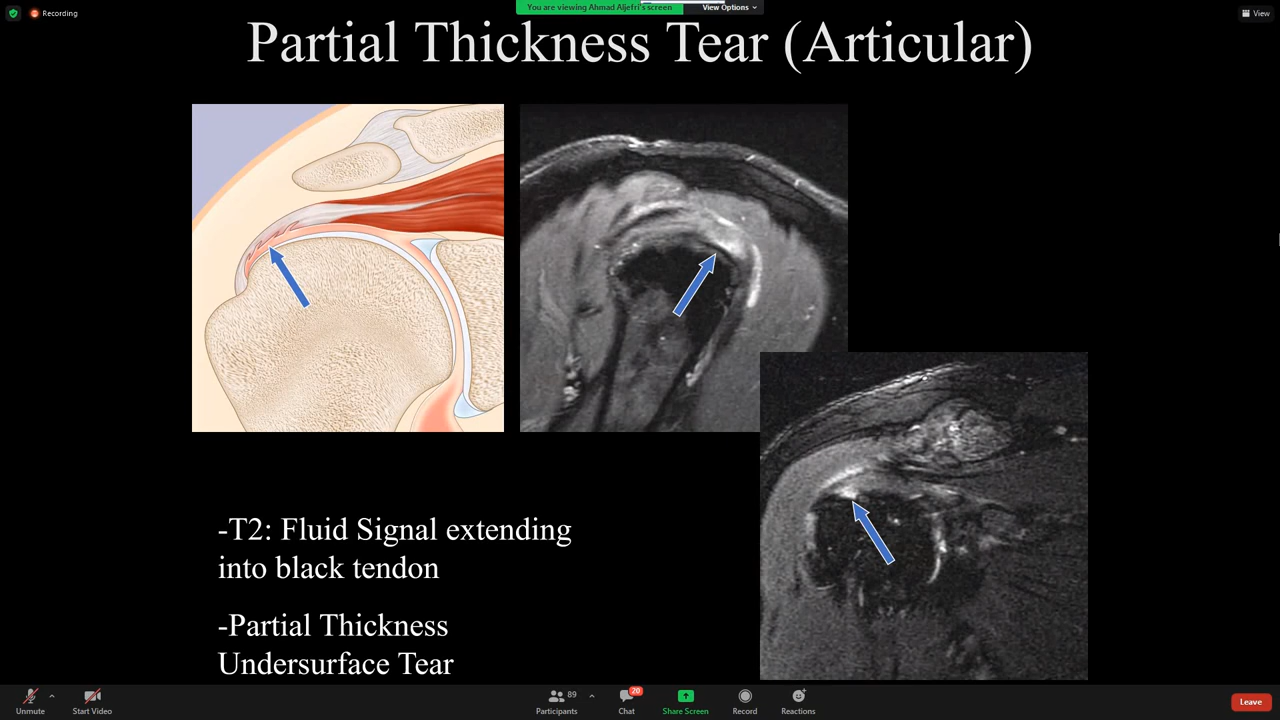 Recording
You are viewing Ahmad Aljefri's screen
View Options
View
Partial Thickness Tear (Articular)
-T2: Fluid Signal extending
into black tendon
-Partial Thickness
Undersurface Tear
Unmute
Start Video
89
Participants
20
Chat
Share Screen
Record
Reactions
Leave